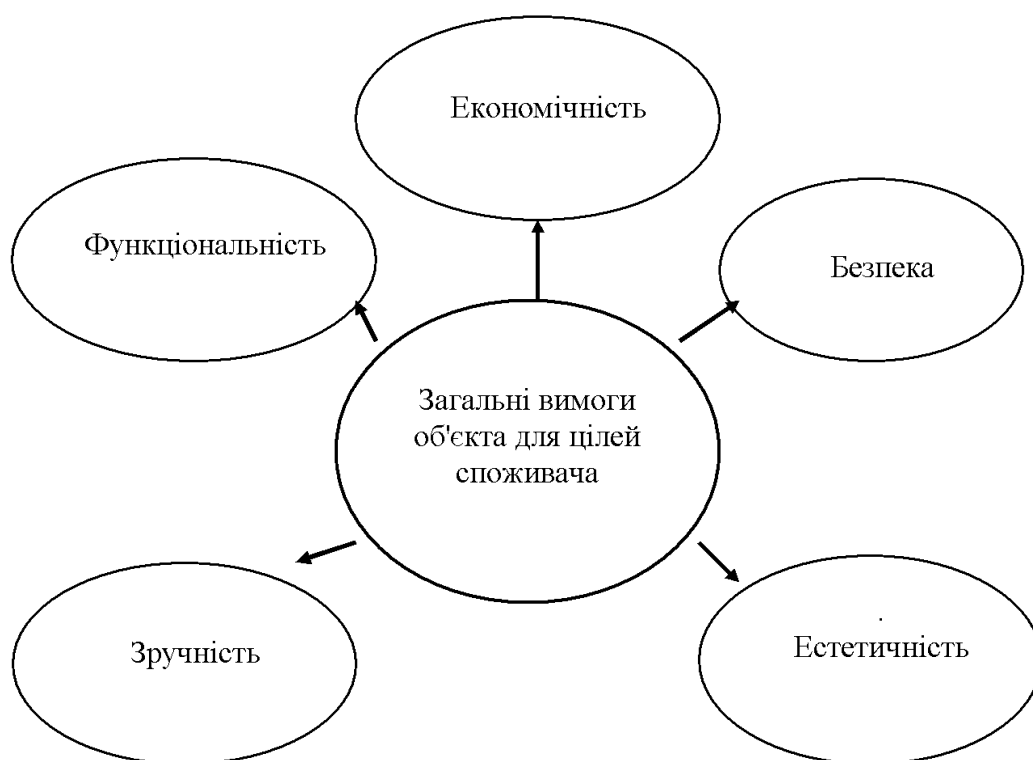 Економічність
Функціональність
Безпека
Загальні вимоги
об'єкта для цілей
споживача
Зручність
Естетичність